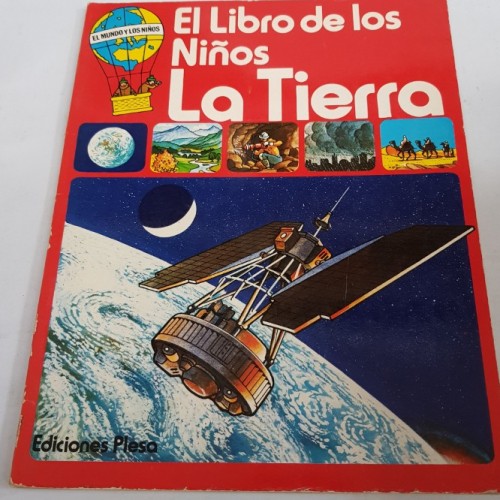 EL MUNDO Y LOS NIÑOS
El Libro de los
Niños
La Tierra
Ediciones Plesa